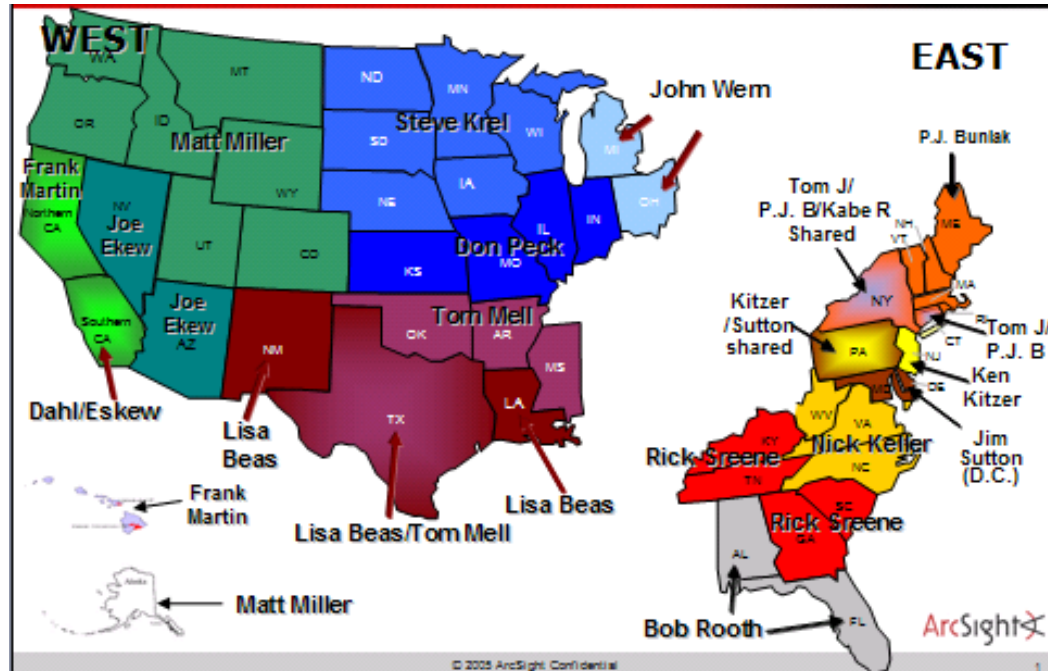 WEST
EAST
WA
MT
ND
MN
John Wern
OR
ID
Matt Miller
SD
Steve Krel
WI
MI
P.J. Buniak
WY
IA
NE
OH
Frank
Martin
Northern
CA
NV
Joe
Ekew
UT
CO
IL
IN
Don Peck
KS
MO
Tom J/
P.J. B/Kabe R
Shared
NH
VT
ME
MA
NY
RI
CT
Tom J/
P.J. B
Kitzer
/Sutton
shared
PA
NJ
Ken
Kitzer
Southern
CA
Joe
Ekew
AZ
NM
Tom Mell
OK
AR
MS
TX
LA
MD
DE
Jim
Sutton
(D.C.)
WV
VA
Nick Keller
NC
KY
Rick Sreene
TN
Dahl/Eskew
Lisa
Beas
Lisa Beas
Lisa Beas/Tom Mell
SC
Rick Sreene
GA
AL
Frank
Martin
Alaska
Matt Miller
Bob Rooth
FL
ArcSight
© 2005 ArcSight Confidential
1